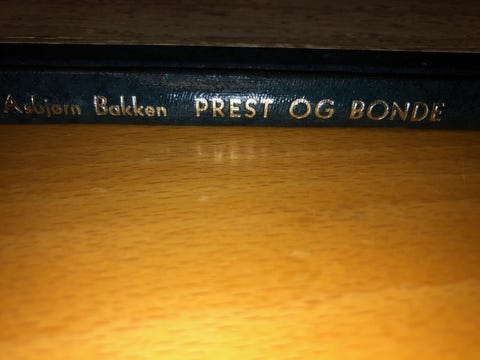 Asbjørn Bakken PREST OG BONDE